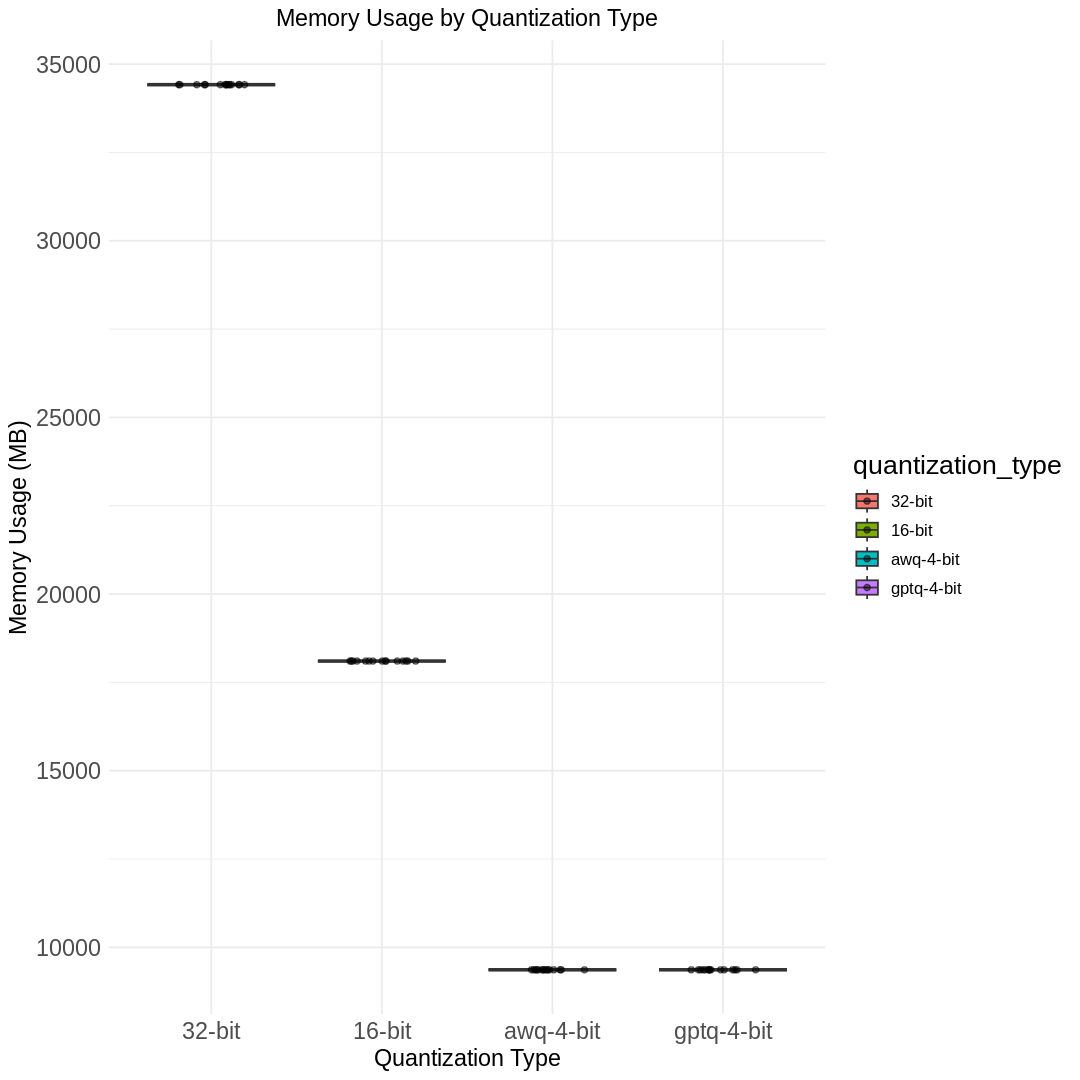 Memory Usage by Quantization Type
35000
30000
25000
20000
15000
10000
Memory Usage (MB)
32-bit
16-bit
awq-4-bit
gptq-4-bit
Quantization Type
quantization_type
32-bit
16-bit
awq-4-bit
gptq-4-bit